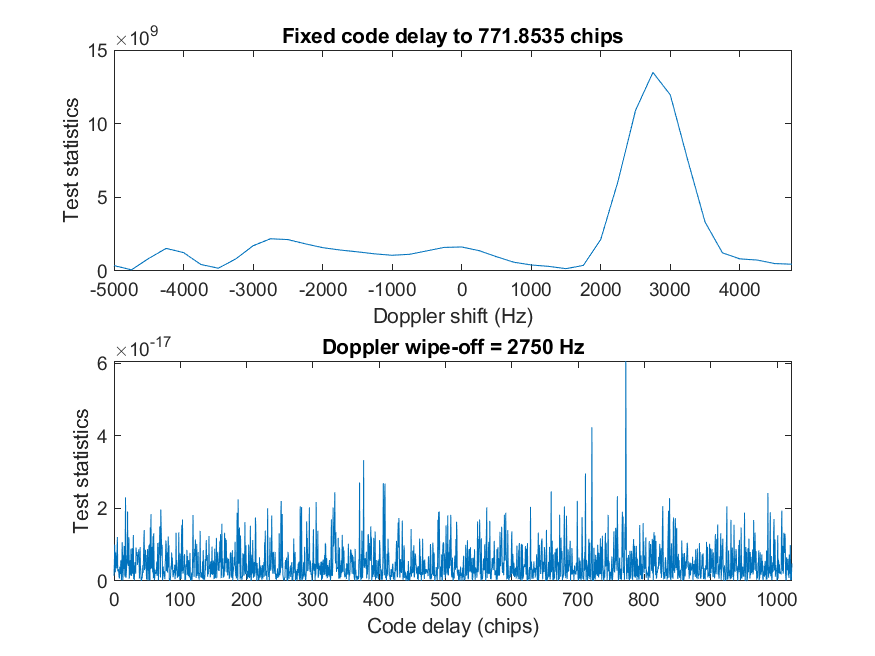 Fixed code delay to 771.8535 chips
×10^9
15
10
5
0
Test statistics
-5000 -4000 -3000 -2000 -1000 0 1000 2000 3000 4000
Doppler shift (Hz)
Doppler wipe-off = 2750 Hz
×10^-17
6
4
2
0
Test statistics
0 100 200 300 400 500 600 700 800 900 1000
Code delay (chips)